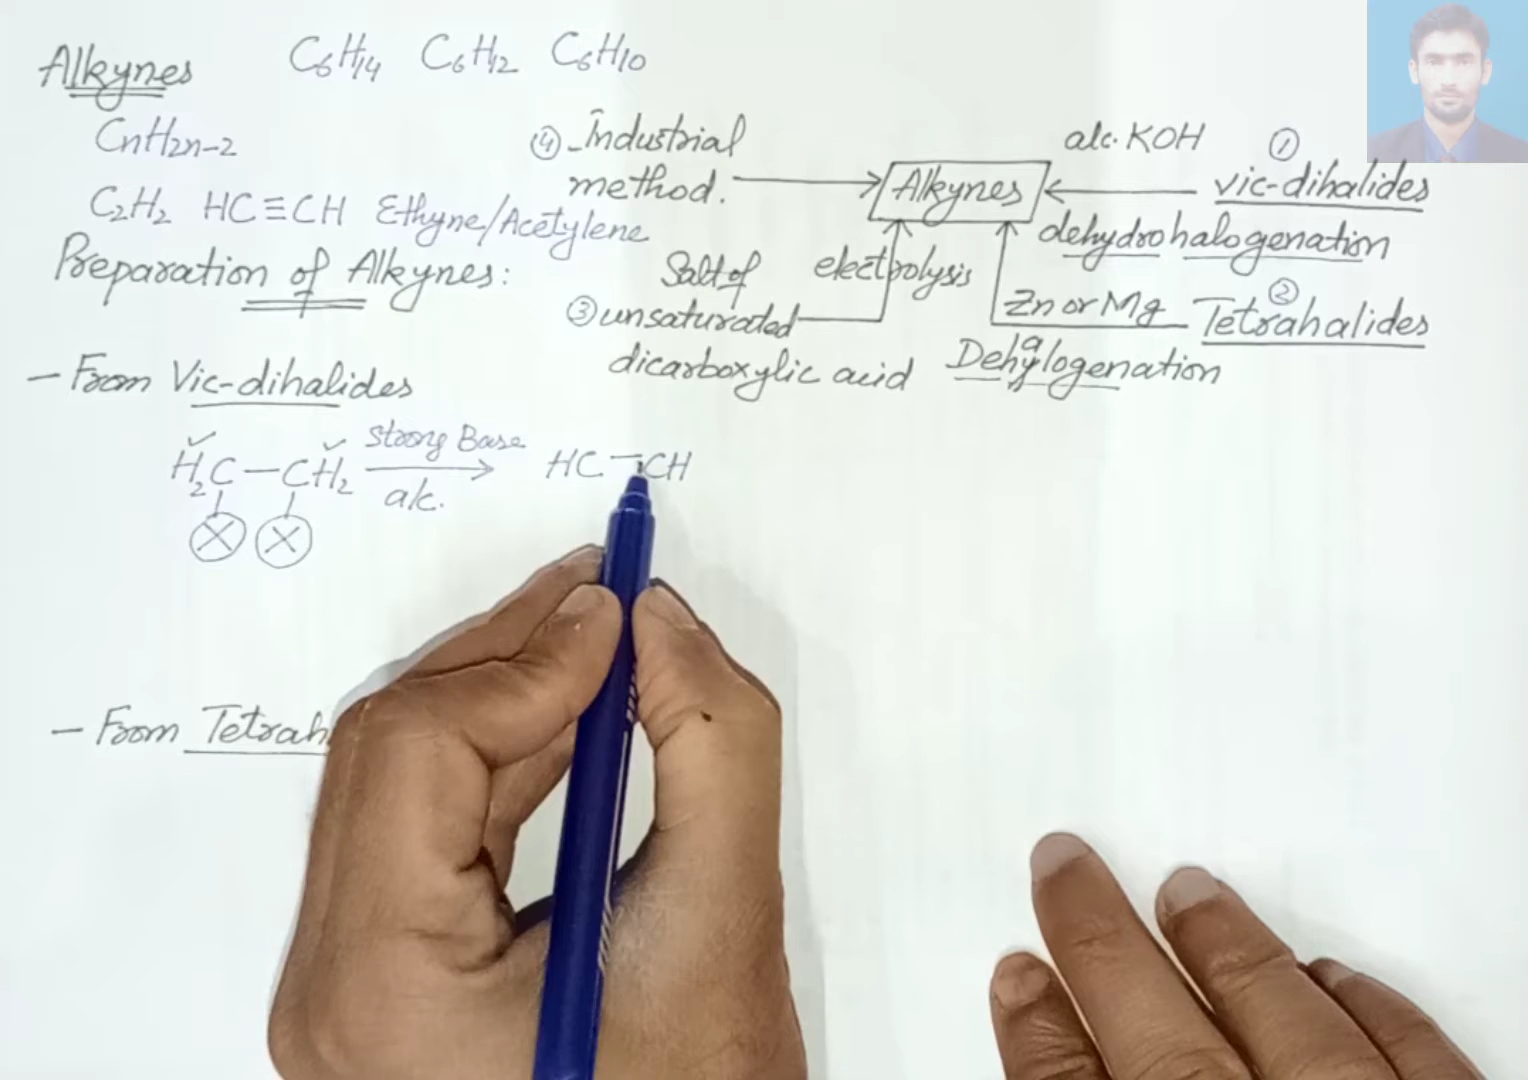 Alkynes C₆H₁₄ C₆H₁₂ C₆H₁₀
CnH2n-2
C₂H₂ HC≡CH Ethyne/Acetylene
Preparation of Alkynes:
④ Industrial
method.
Alkynes
alc. KOH ①
vic-dihalides
dehydrohalogenation
Salt of
③ unsaturated
dicarboxylic acid
electrolysis
Zn or Mg ② Tetrahalides
Dehalogenation
- From Vic-dihalides
H₂C — CH₂ Strong Base HC — CH
alc.
X X
- From Tetrah